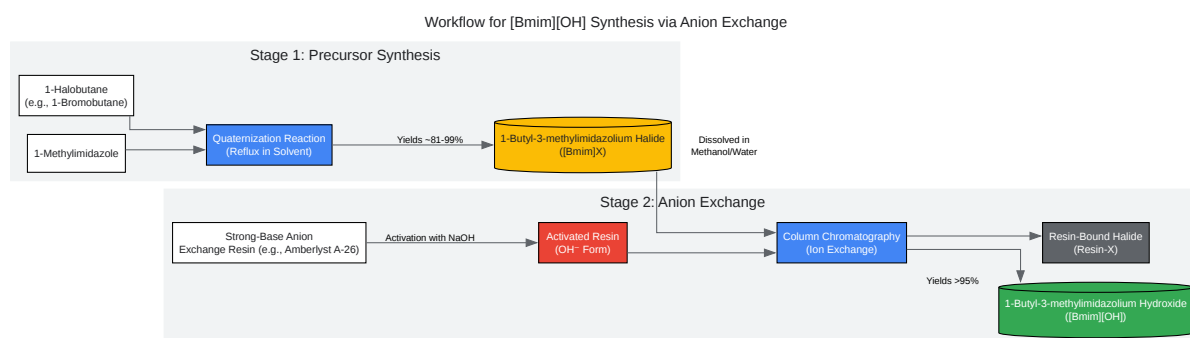 Workflow for [Bmim][OH] Synthesis via Anion Exchange
Stage 1: Precursor Synthesis
1-Halobutane
(e.g., 1-Bromobutane)
1-Methylimidazole
Quaternization Reaction
(Reflux in Solvent)
Yields ~81-99%
1-Butyl-3-methylimidazolium Halide
([Bmim]X)
Dissolved in
Methanol/Water
Stage 2: Anion Exchange
Strong-Base Anion
Exchange Resin (e.g., Amberlyst A-26)
Activation with NaOH
Activated Resin
(OH⁻ Form)
Column Chromatography
(Ion Exchange)
Resin-Bound Halide
(Resin-X)
Yields >95%
1-Butyl-3-methylimidazolium Hydroxide
([Bmim][OH])